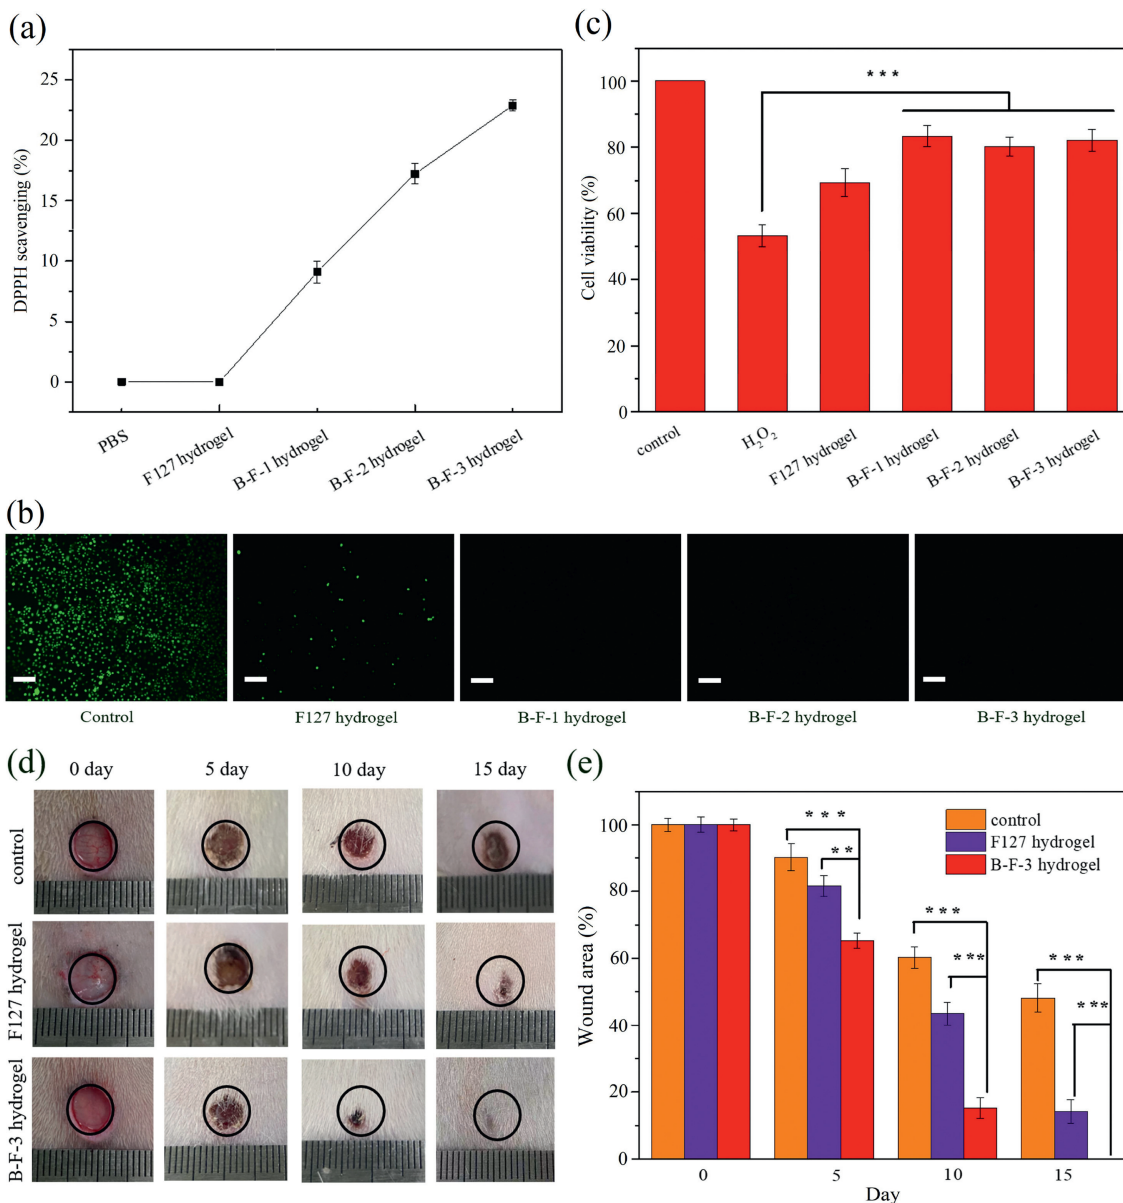 (a)
25
20
15
10
5
0
DPPH scavenging (%)
PBS
F127 hydrogel
B-F-1 hydrogel
B-F-2 hydrogel
B-F-3 hydrogel
(c)
100
80
60
40
20
0
Cell viability (%)
***
control
H₂O₂
F127 hydrogel
B-F-1 hydrogel
B-F-2 hydrogel
B-F-3 hydrogel
(b)
Control
F127 hydrogel
B-F-1 hydrogel
B-F-2 hydrogel
B-F-3 hydrogel
(d)
0 day
5 day
10 day
15 day
control
F127 hydrogel
B-F-3 hydrogel
(e)
100
80
60
40
20
0
Wound area (%)
control
F127 hydrogel
B-F-3 hydrogel
***
**
***
***
***
***
0
5
10
15
Day